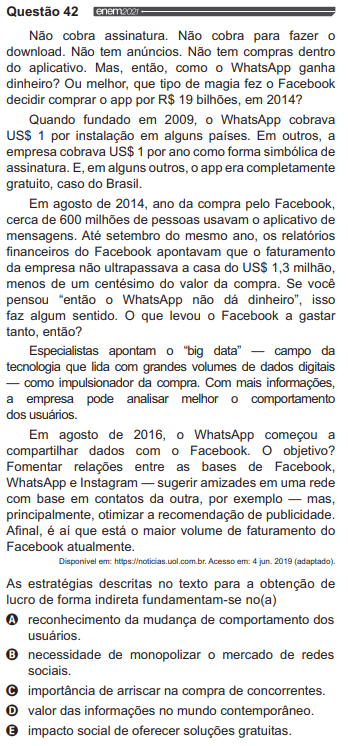 Questão 42 enem2021
Não cobra assinatura. Não cobra para fazer o
download. Não tem anúncios. Não tem compras dentro
do aplicativo. Mas, então, como o WhatsApp ganha
dinheiro? Ou melhor, que tipo de magia fez o Facebook
decidir comprar o app por R$ 19 bilhões, em 2014?
Quando fundado em 2009, o WhatsApp cobrava
US$ 1 por instalação em alguns países. Em outros, a
empresa cobrava US$ 1 por ano como forma simbólica de
assinatura. E, em alguns outros, o app era completamente
gratuito, caso do Brasil.
Em agosto de 2014, ano da compra pelo Facebook,
cerca de 600 milhões de pessoas usavam o aplicativo de
mensagens. Até setembro do mesmo ano, os relatórios
financeiros do Facebook apontavam que o faturamento
da empresa não ultrapassava a casa do US$ 1,3 milhão,
menos de um centésimo do valor da compra. Se você
pensou “então o WhatsApp não dá dinheiro”, isso
faz algum sentido. O que levou o Facebook a gastar
tanto, então?
Especialistas apontam o “big data” — campo da
tecnologia que lida com grandes volumes de dados digitais
— como impulsionador da compra. Com mais informações,
a empresa pode analisar melhor o comportamento
dos usuários.
Em agosto de 2016, o WhatsApp começou a
compartilhar dados com o Facebook. O objetivo?
Fomentar relações entre as bases de Facebook,
WhatsApp e Instagram — sugerir amizades em uma rede
com base em contatos da outra, por exemplo — mas,
principalmente, otimizar a recomendação de publicidade.
Afinal, é aí que está o maior volume de faturamento do
Facebook atualmente.
Disponível em: https://noticias.uol.com.br. Acesso em: 4 jun. 2019 (adaptado).
As estratégias descritas no texto para a obtenção de
lucro de forma indireta fundamentam-se no(a)
A reconhecimento da mudança de comportamento dos
usuários.
B necessidade de monopolizar o mercado de redes
sociais.
C importância de arriscar na compra de concorrentes.
D valor das informações no mundo contemporâneo.
E impacto social de oferecer soluções gratuitas.